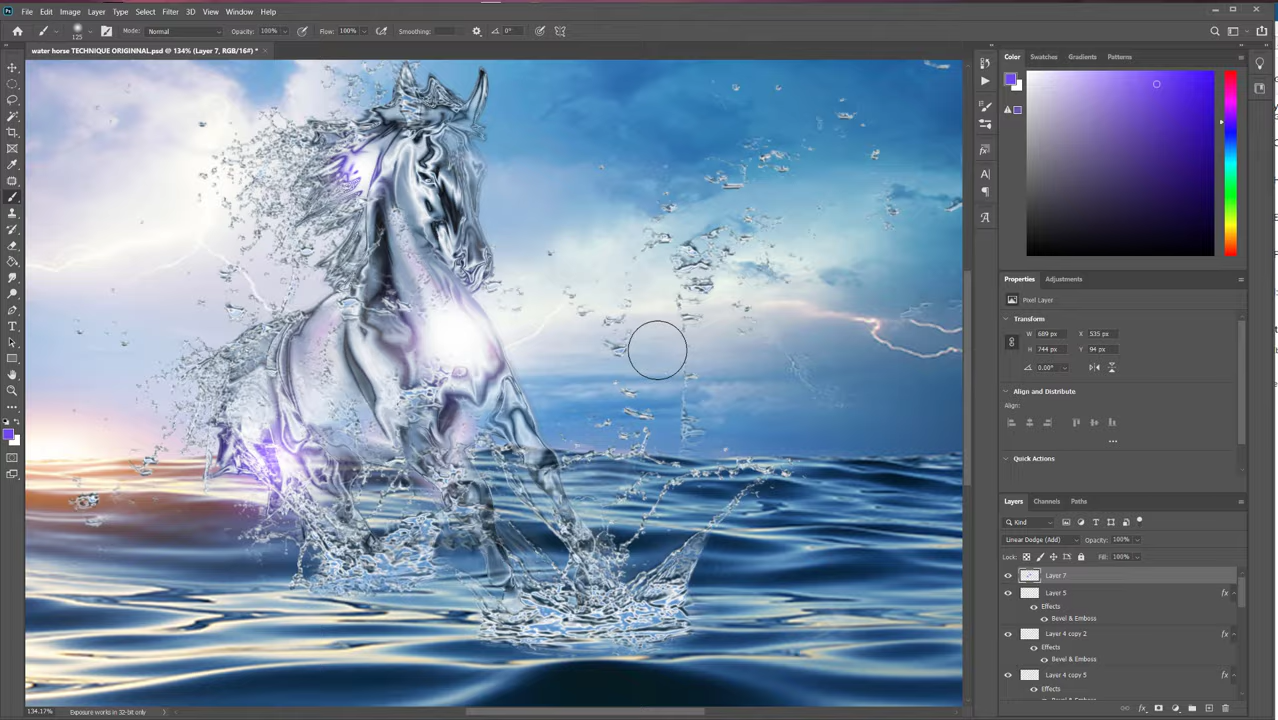 File Edit Image Layer Type Select Filter 3D View Window Help
125 Mode: Normal Opacity: 100% Flow: 100% Smoothing: 0°
water horse TECHNIQUE ORIGINNAL.psd @ 134% (Layer 7, RGB/16#) *
Color Swatches Gradients Patterns
Properties Adjustments
Pixel Layer
Transform
W 689 px X 535 px
H 744 px Y 94 px
0.00°
Align and Distribute
Align:
Quick Actions
Layers Channels Paths
Kind
Linear Dodge (Add) Opacity: 100%
Lock: Fill: 100%
Layer 7
Layer 5
Effects
Bevel & Emboss
Layer 4 copy 2
Effects
Bevel & Emboss
Layer 4 copy 5
Effects
134.17% Exposure works in 32-bit only